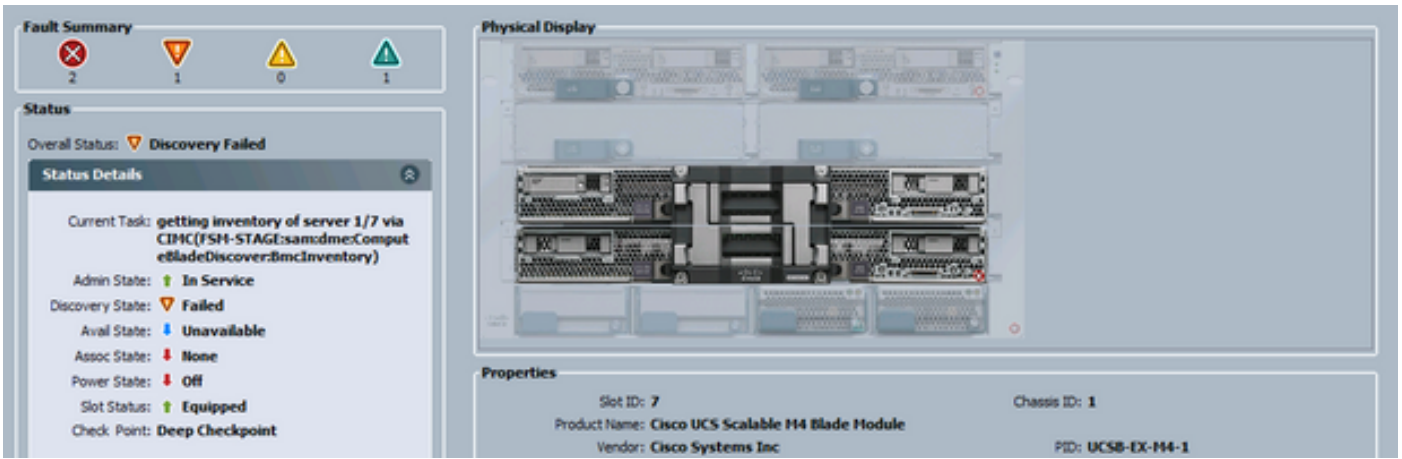 Fault Summary
2 1 0 1
Status
Overall Status: Discovery Failed
Status Details
Current Task: getting inventory of server 1/7 via
CIMC(FSM-STAGE:sam:dme:Comput
eBladeDiscover:BmcInventory)
Admin State: In Service
Discovery State: Failed
Avail State: Unavailable
Assoc State: None
Power State: Off
Slot Status: Equipped
Check Point: Deep Checkpoint
Physical Display
Properties
Slot ID: 7 Chassis ID: 1
Product Name: Cisco UCS Scalable M4 Blade Module
Vendor: Cisco Systems Inc PID: UCSB-EX-M4-1